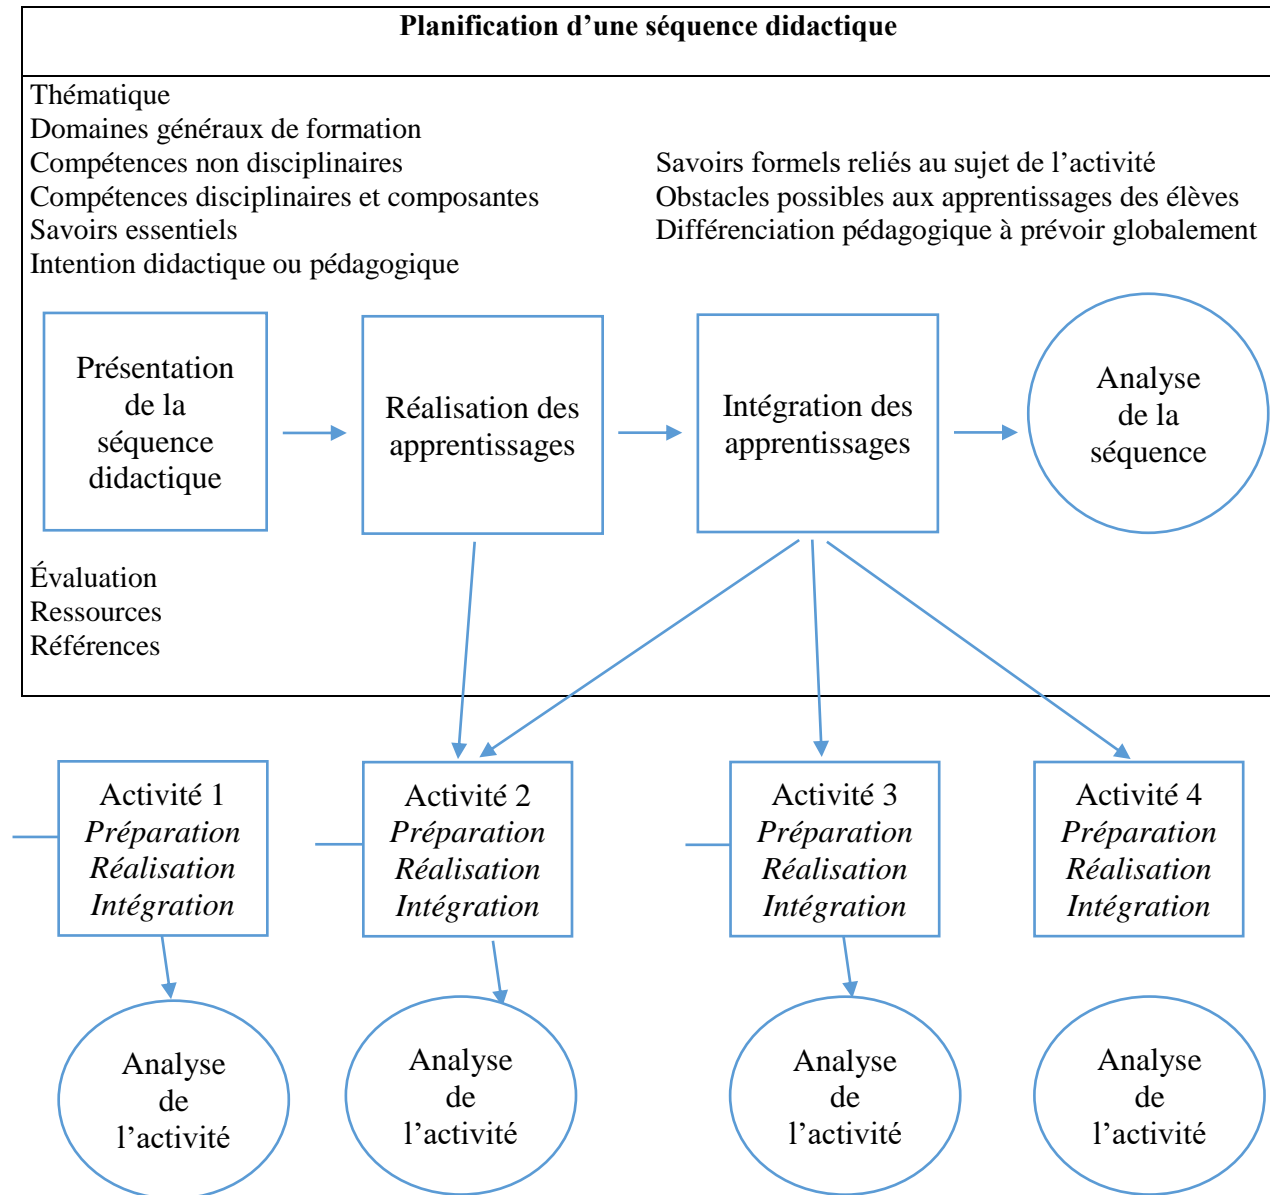 Planification d’une séquence didactique
Thématique
Domaines généraux de formation
Compétences non disciplinaires
Compétences disciplinaires et composantes
Savoirs essentiels
Intention didactique ou pédagogique
Savoirs formels reliés au sujet de l’activité
Obstacles possibles aux apprentissages des élèves
Différenciation pédagogique à prévoir globalement
Présentation
de la
séquence
didactique
Réalisation des
apprentissages
Intégration des
apprentissages
Analyse
de la
séquence
Évaluation
Ressources
Références
Activité 1
Préparation
Réalisation
Intégration
Activité 2
Préparation
Réalisation
Intégration
Activité 3
Préparation
Réalisation
Intégration
Activité 4
Préparation
Réalisation
Intégration
Analyse
de
l’activité
Analyse
de
l’activité
Analyse
de
l’activité
Analyse
de
l’activité